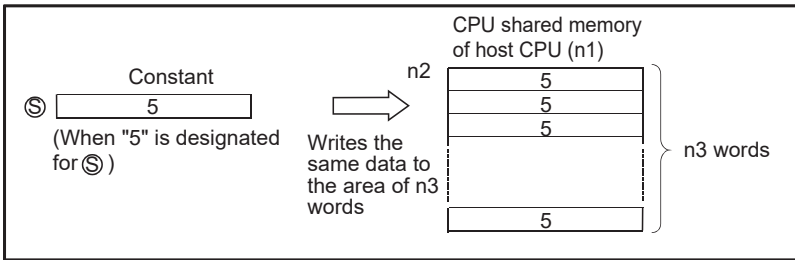 CPU shared memory
of host CPU (n1)
Constant
n2
Ⓢ 5
(When "5" is designated
for Ⓢ )
Writes the
same data to
the area of n3
words
5
5
5
5
n3 words